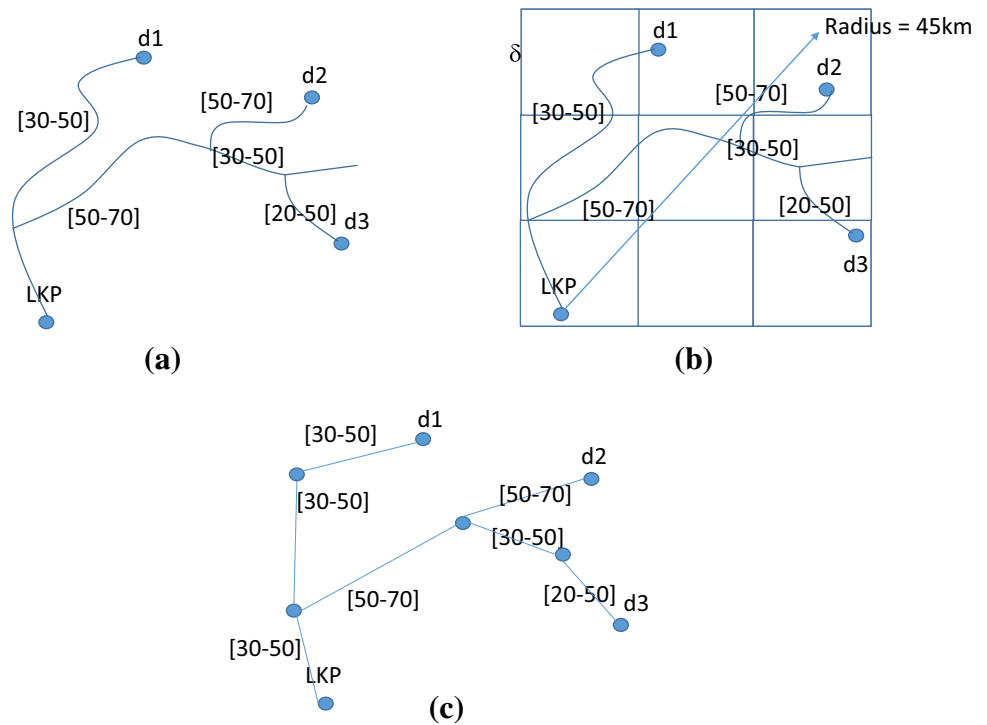 d1
d2
[50-70]
[30-50]
[30-50]
[50-70]
[20-50]
d3
LKP
(a)
δ
d1
Radius = 45km
d2
[50-70]
[30-50]
[30-50]
[50-70]
[20-50]
d3
LKP
(b)
d1
[30-50]
d2
[30-50]
[50-70]
[30-50]
[50-70]
[20-50]
d3
[30-50]
LKP
(c)